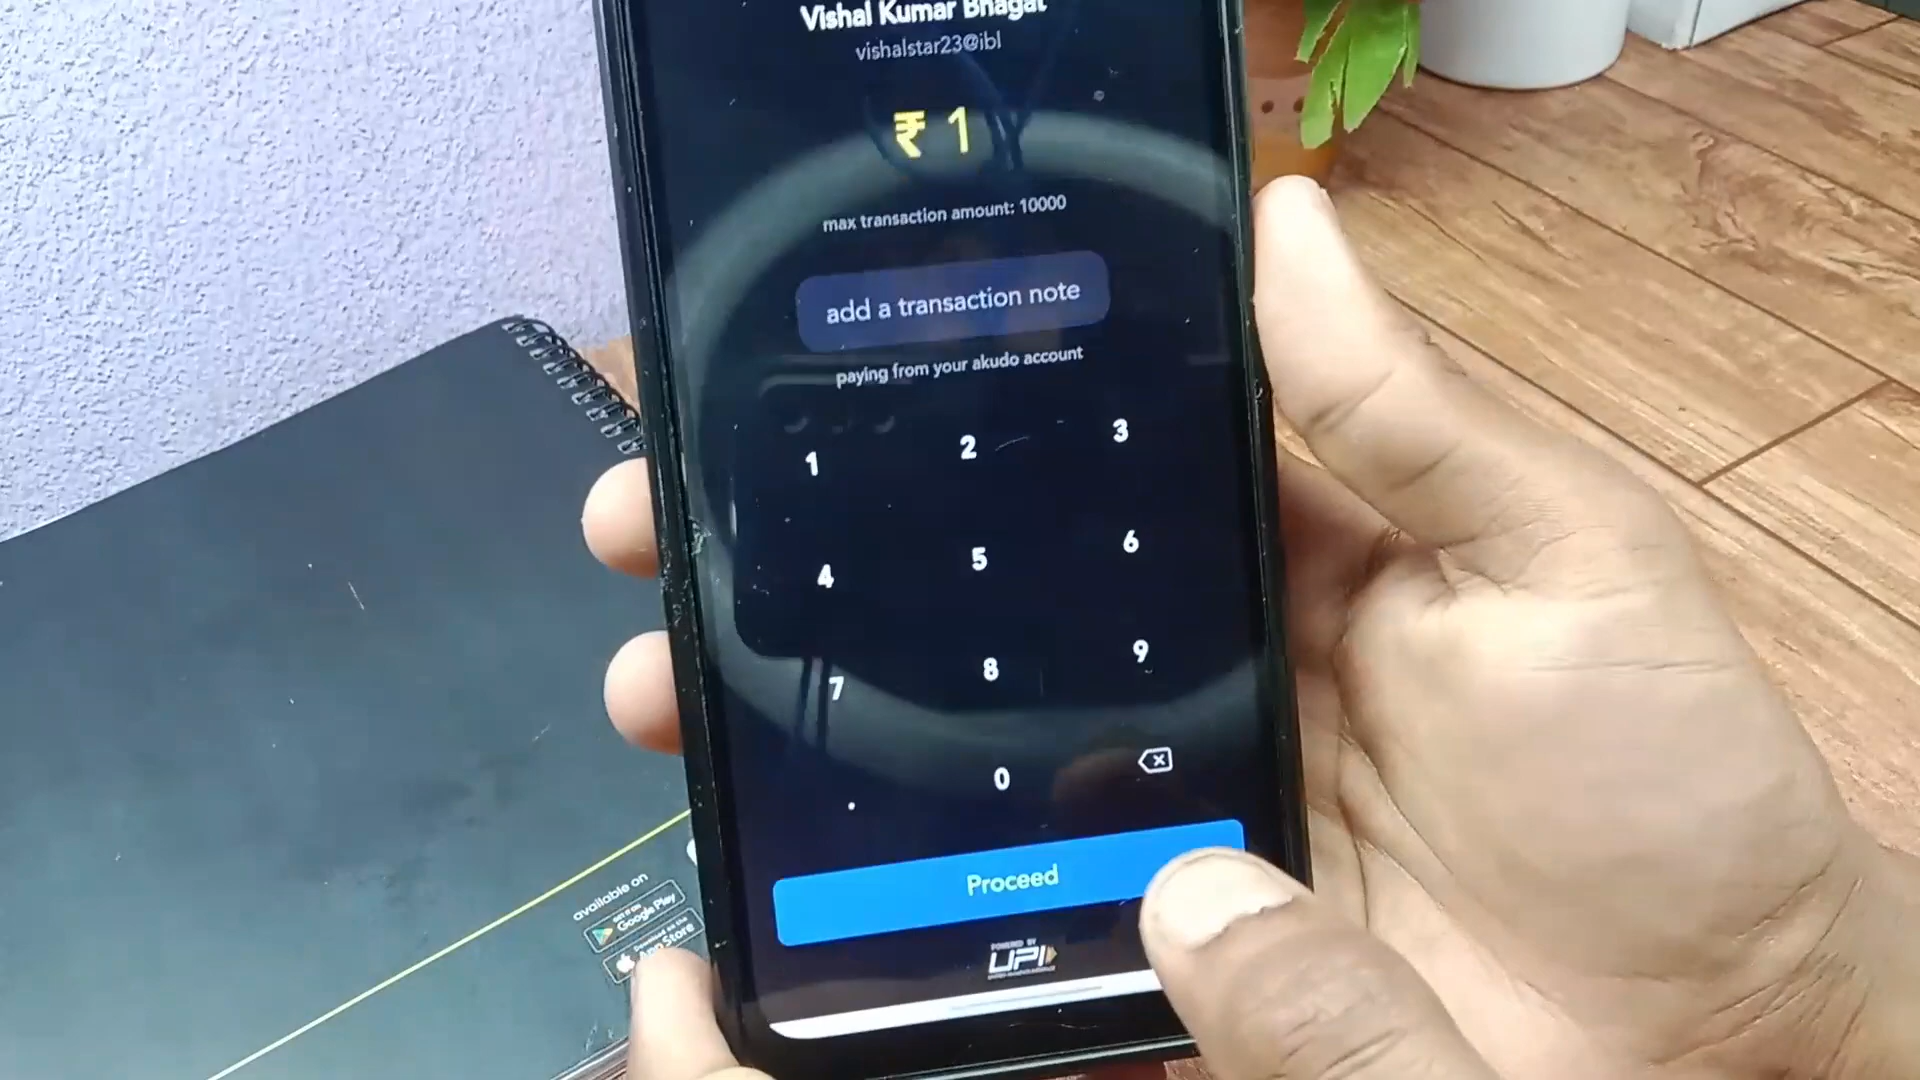 Vishal Kumar Bhagat
vishalstar23@ibl
₹ 1
max transaction amount: 10000
add a transaction note
paying from your akudo account
1 2 3
4 5 6
7 8 9
. 0
Proceed
POWERED BY
UPI
available on
GET IT ON
Google Play
Download on the
App Store